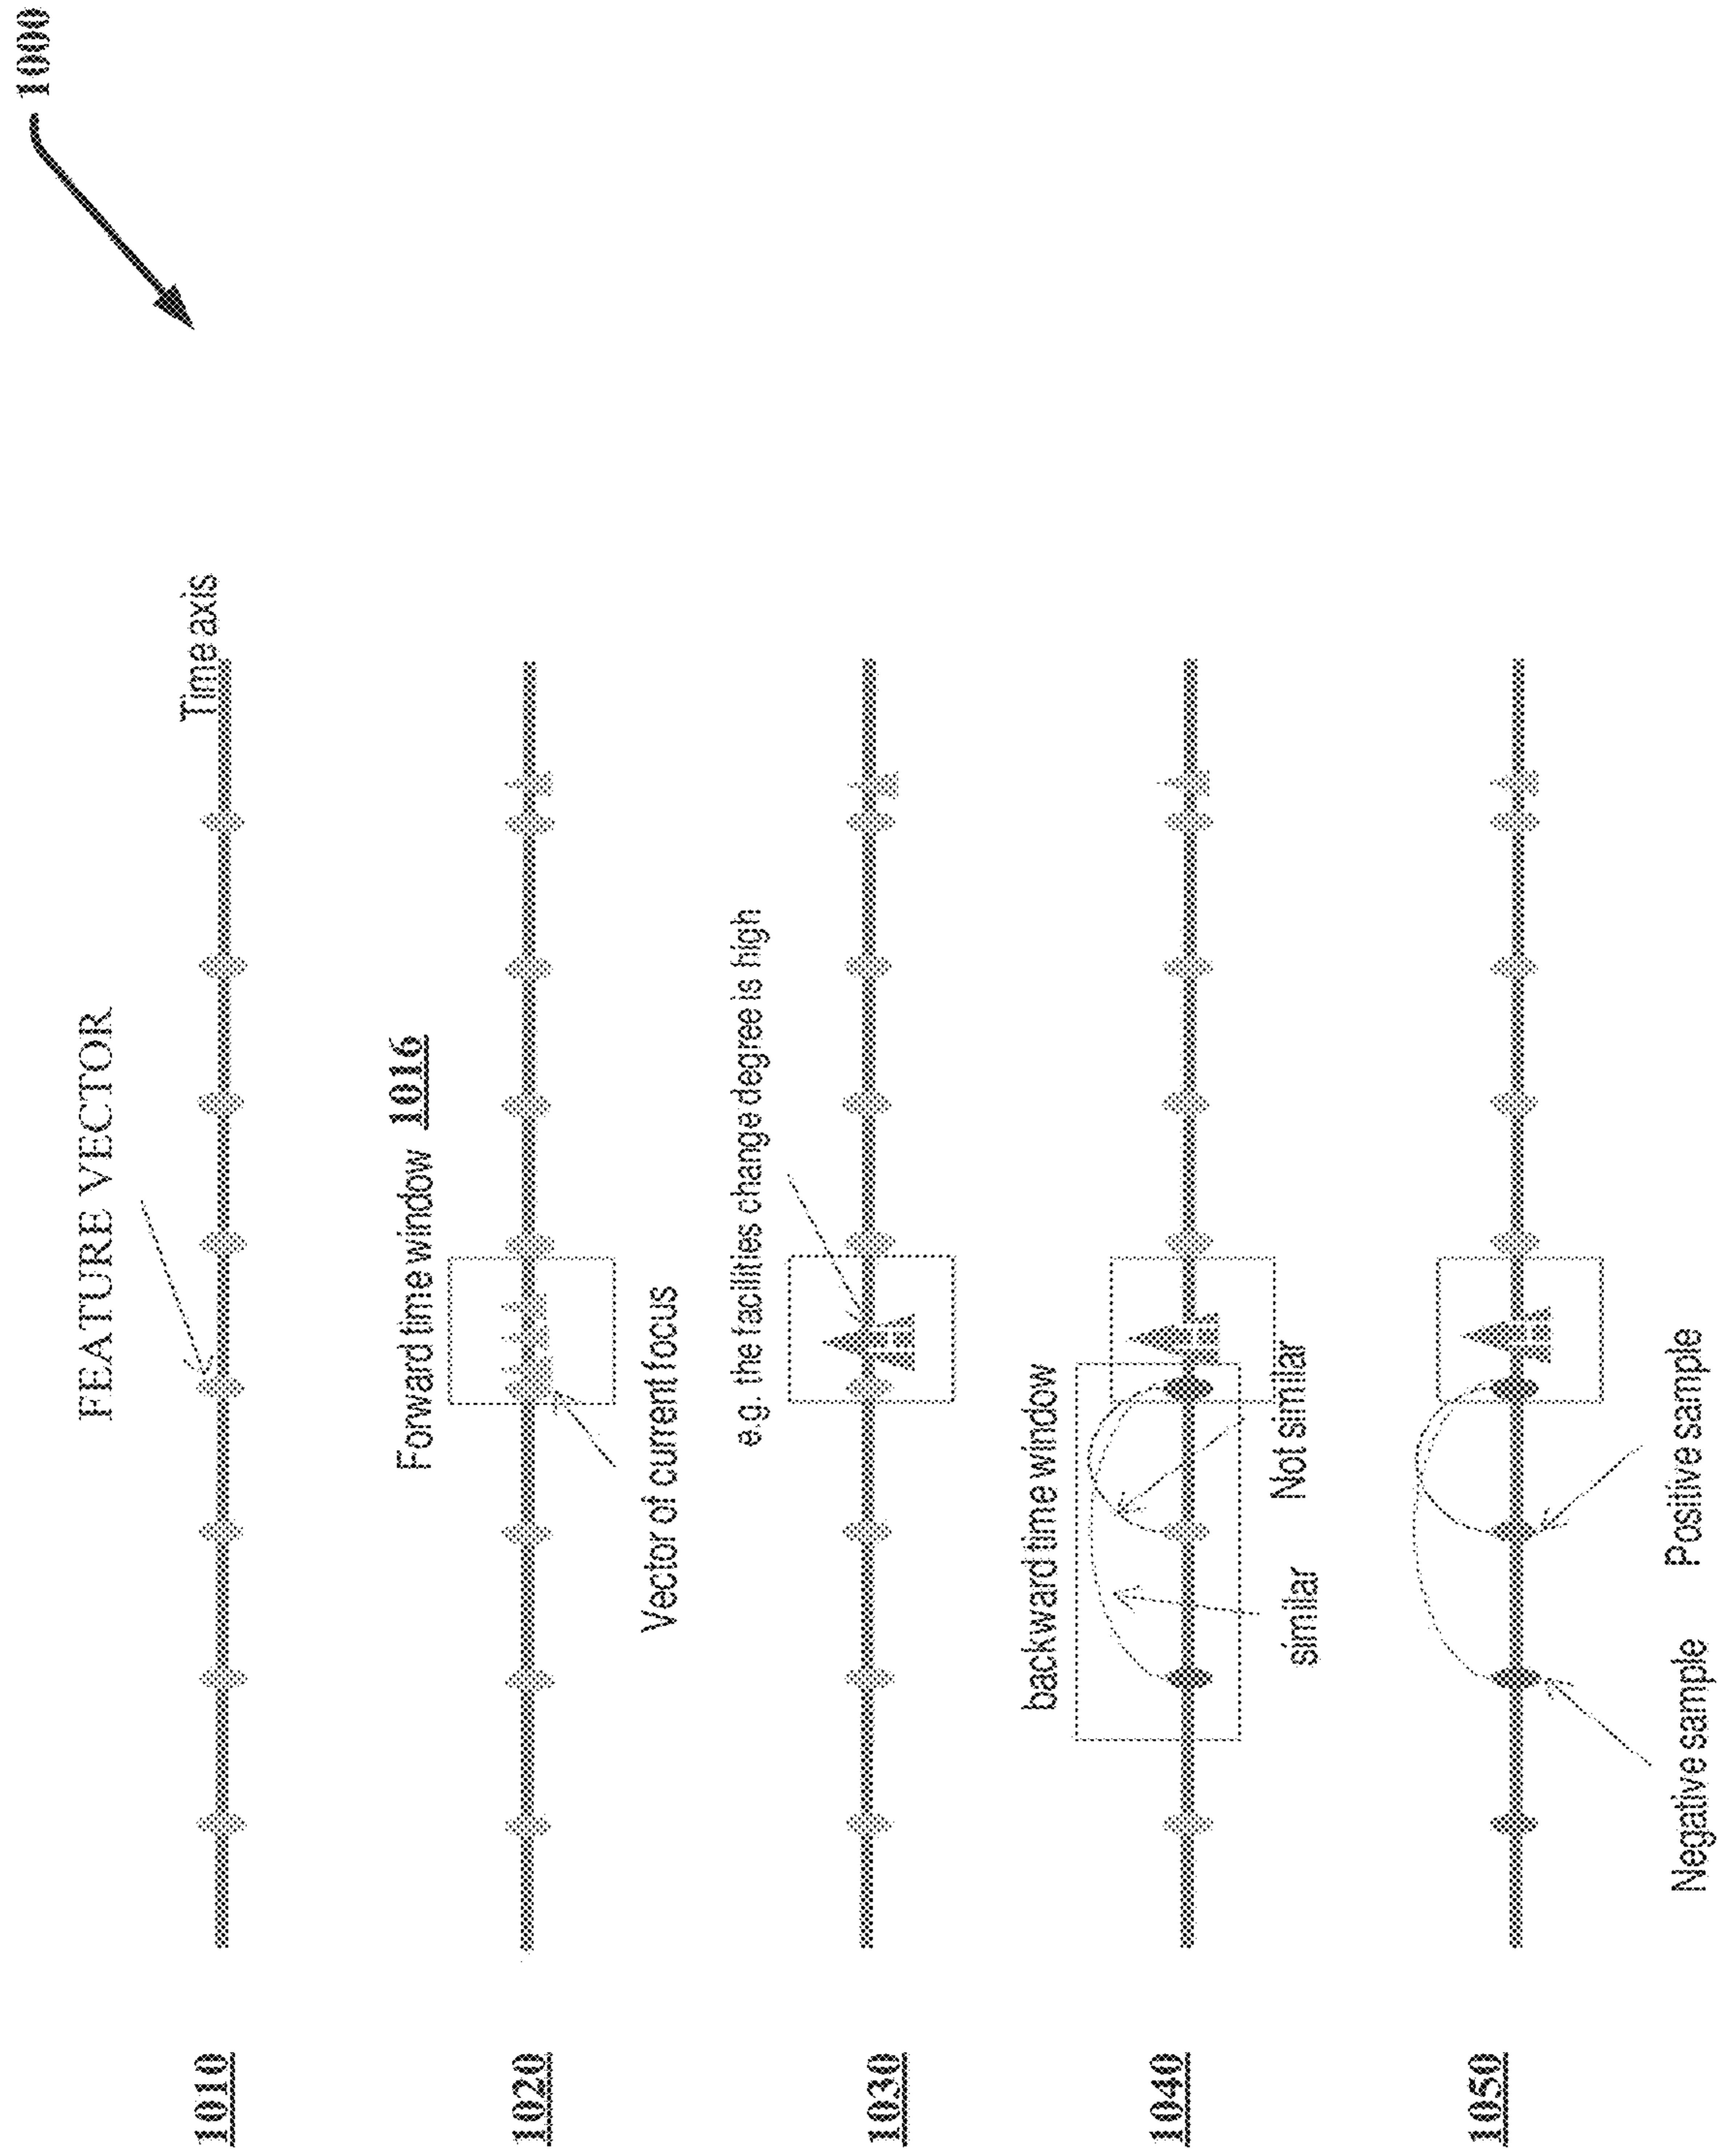 1000
FEATURE VECTOR
Time axis
1010
Forward time window 1016
1020
Vector of current focus
e.g. the facilities change degree is high
1030
backward time window
1040
similar
Not similar
1050
Negative sample
Positive sample